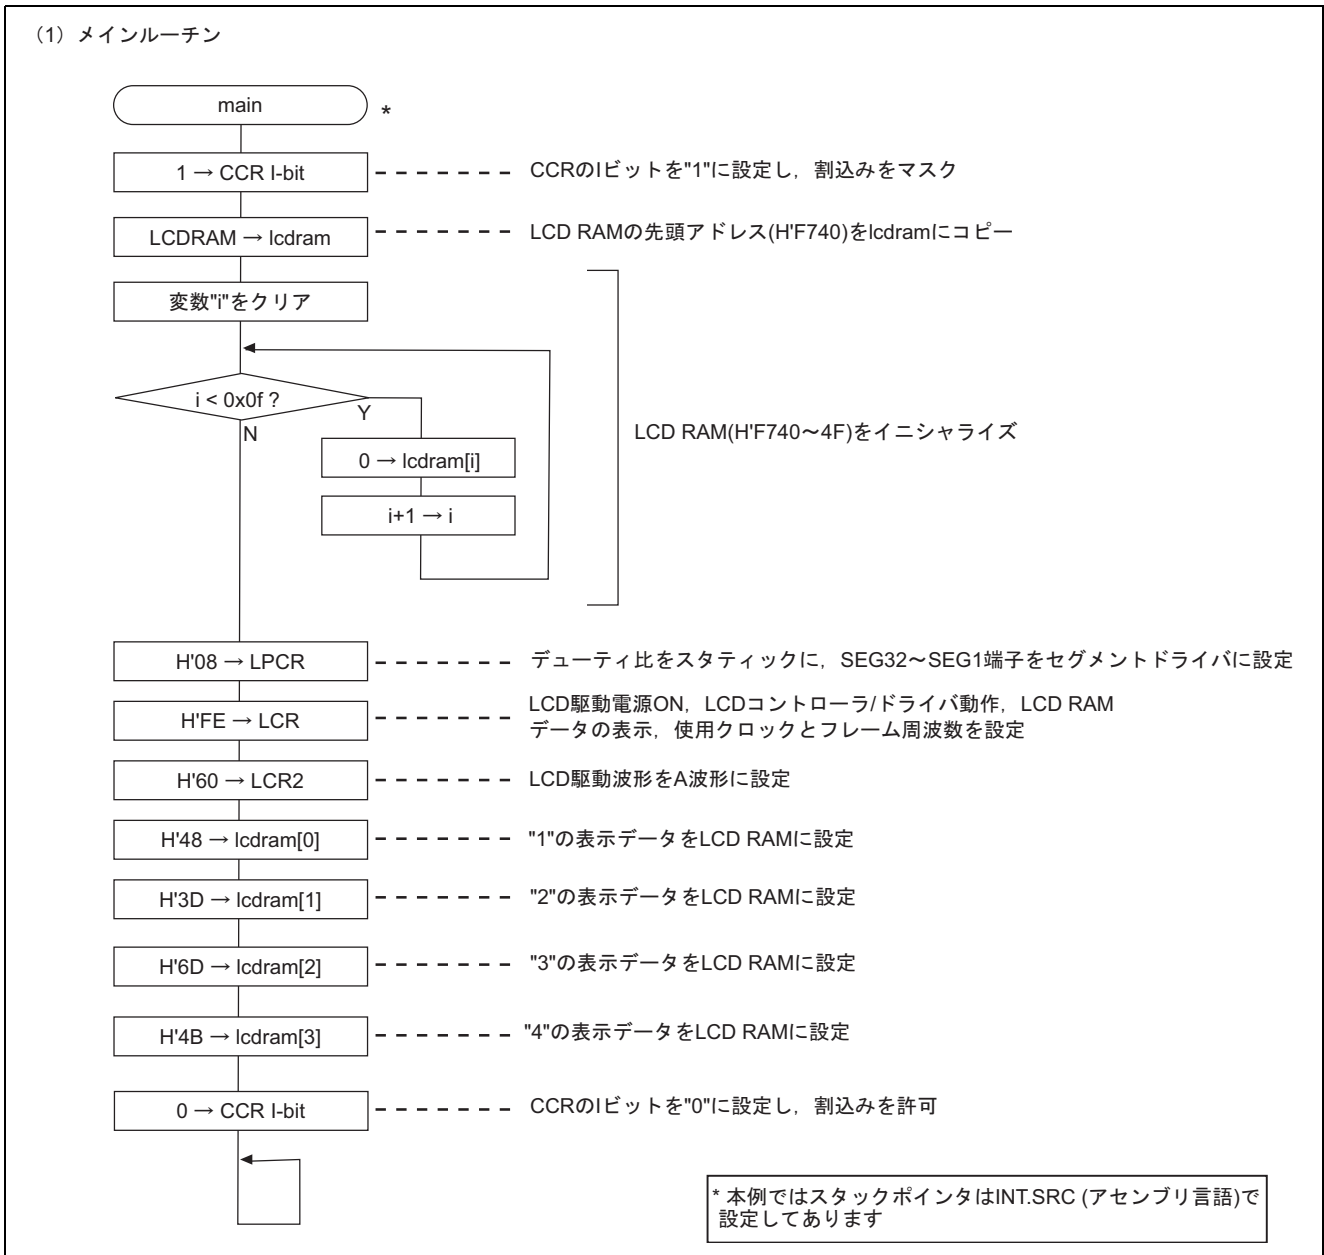 （1）メインルーチン
main
*
1 → CCR I-bit
CCRのIビットを"1"に設定し，割込みをマスク
LCDRAM → lcdram
LCD RAMの先頭アドレス(H'F740)をlcdramにコピー
変数"i"をクリア
i < 0x0f ?
Y
N
0 → lcdram[i]
i+1 → i
LCD RAM(H'F740～4F)をイニシャライズ
H'08 → LPCR
デューティ比をスタティックに，SEG32～SEG1端子をセグメントドライバに設定
H'FE → LCR
LCD駆動電源ON，LCDコントローラ/ドライバ動作，LCD RAM
データの表示，使用クロックとフレーム周波数を設定
H'60 → LCR2
LCD駆動波形をA波形に設定
H'48 → lcdram[0]
"1"の表示データをLCD RAMに設定
H'3D → lcdram[1]
"2"の表示データをLCD RAMに設定
H'6D → lcdram[2]
"3"の表示データをLCD RAMに設定
H'4B → lcdram[3]
"4"の表示データをLCD RAMに設定
0 → CCR I-bit
CCRのIビットを"0"に設定し，割込みを許可
* 本例ではスタックポインタはINT.SRC (アセンブリ言語)で
設定してあります